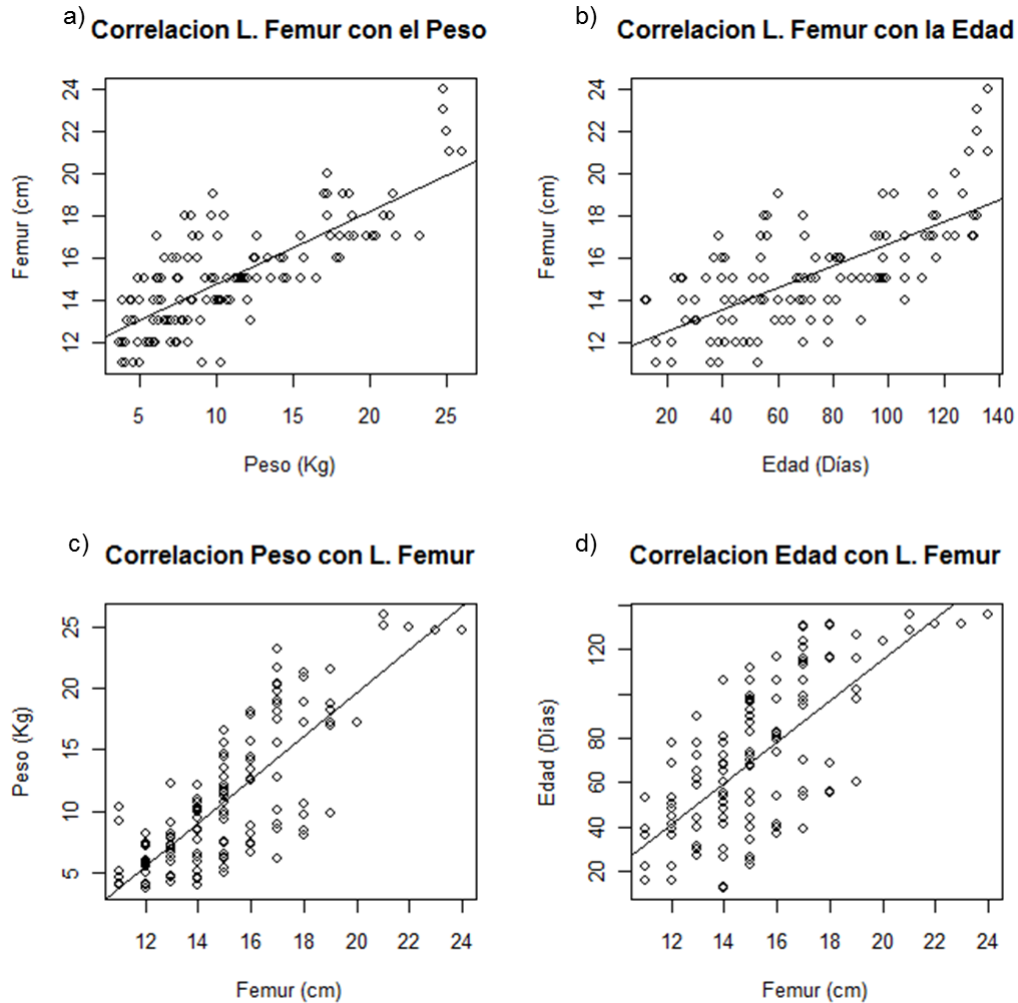 a) Correlacion L. Femur con el Peso
Femur (cm)
24
22
20
18
16
14
12
5 10 15 20 25
Peso (Kg)
b) Correlacion L. Femur con la Edad
Femur (cm)
24
22
20
18
16
14
12
20 40 60 80 100 120 140
Edad (Días)
c) Correlacion Peso con L. Femur
Peso (Kg)
25
20
15
10
5
12 14 16 18 20 22 24
Femur (cm)
d) Correlacion Edad con L. Femur
Edad (Días)
120
80
60
40
20
12 14 16 18 20 22 24
Femur (cm)